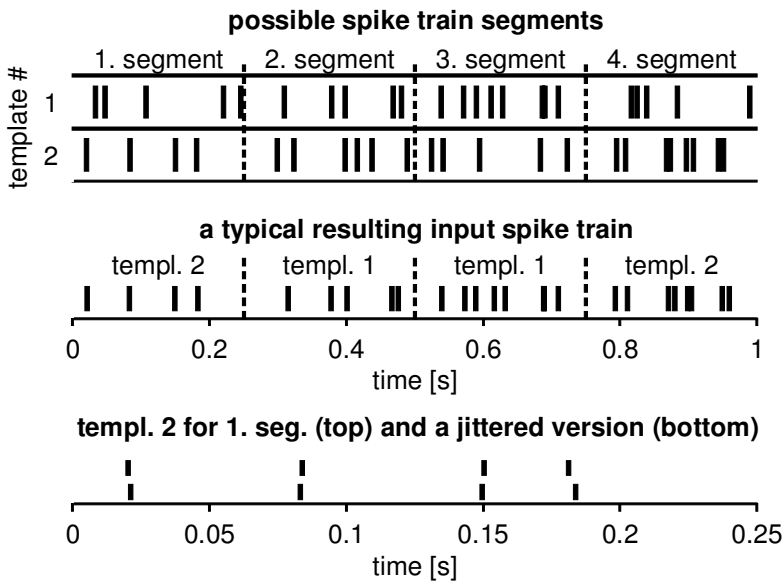 possible spike train segments
1. segment 2. segment 3. segment 4. segment
template #
1
2
a typical resulting input spike train
templ. 2 templ. 1 templ. 1 templ. 2
0 0.2 0.4 0.6 0.8 1
time [s]
templ. 2 for 1. seg. (top) and a jittered version (bottom)
0 0.05 0.1 0.15 0.2 0.25
time [s]